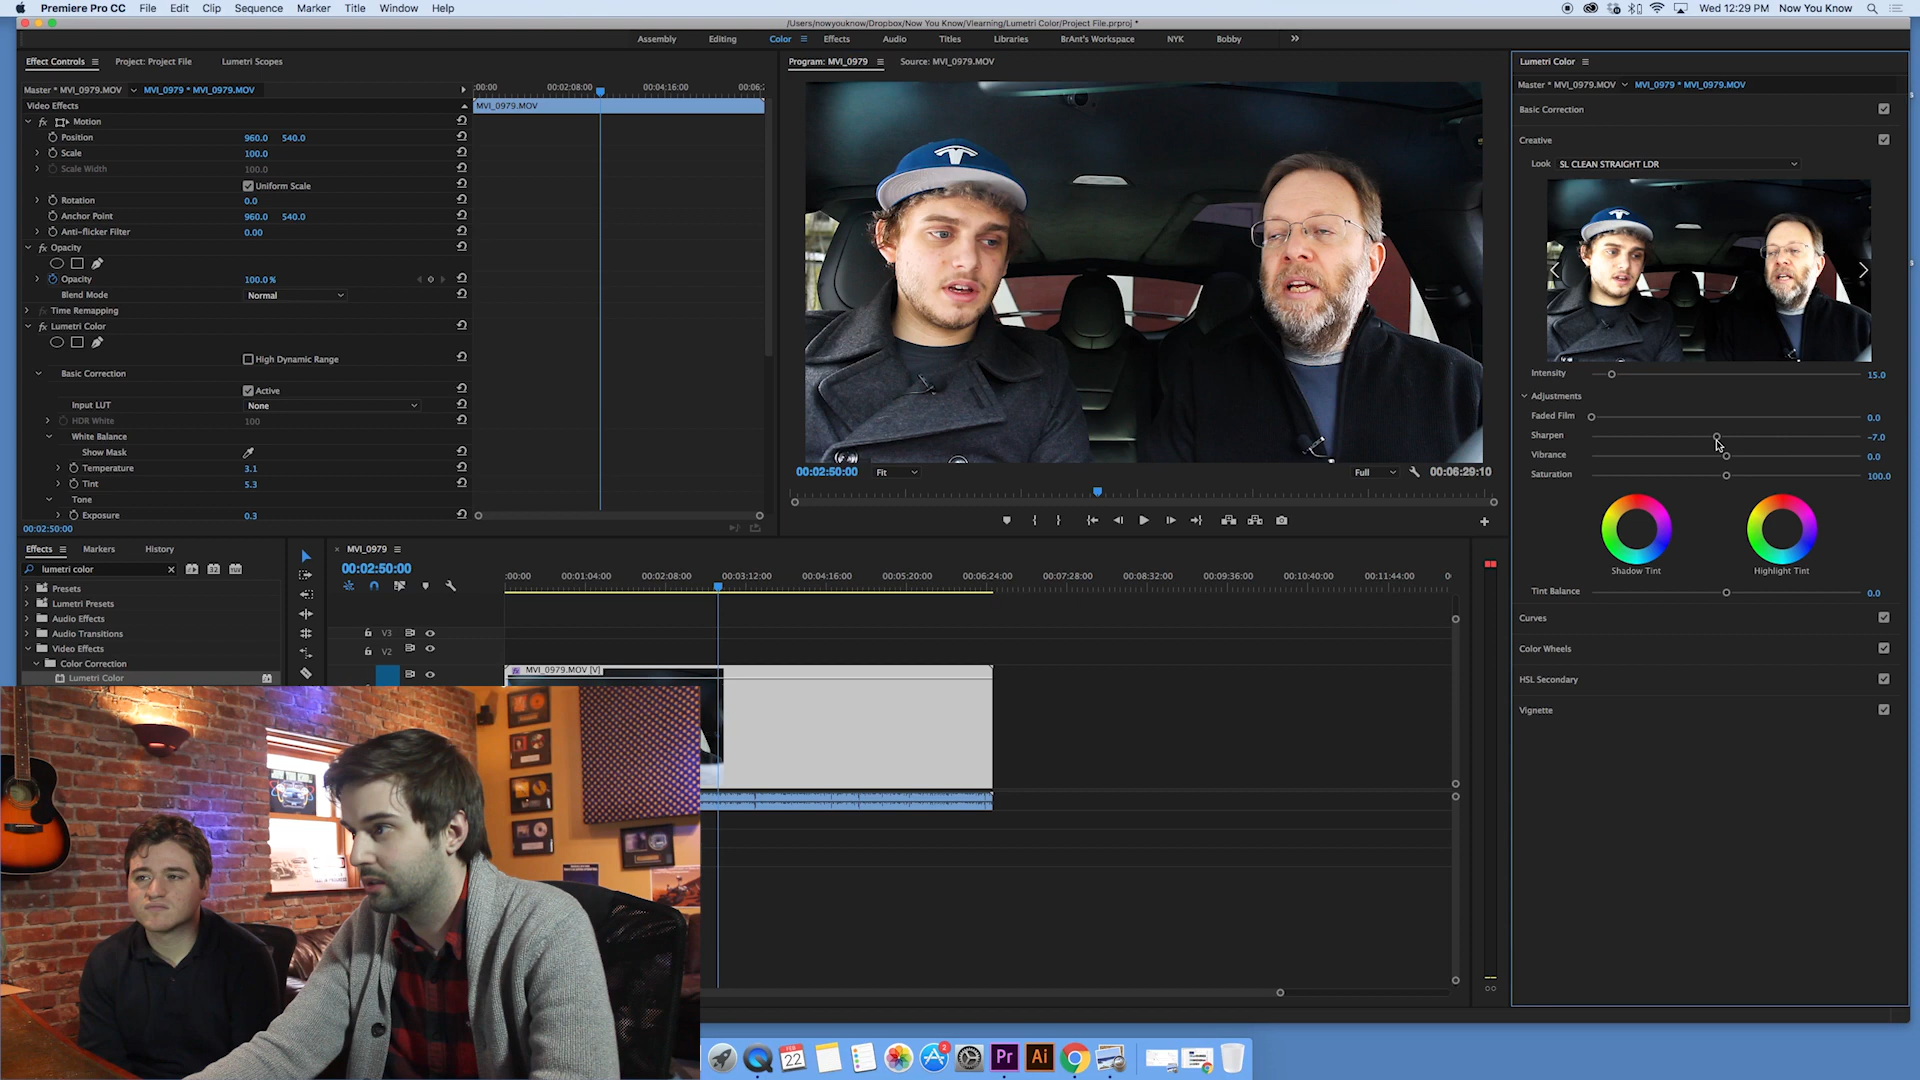 Premiere Pro CC File Edit Clip Sequence Marker Title Window Help
Wed 12:29 PM Now You Know
/Users/nowyouknow/Dropbox/Now You Know/Vlearning/Lumetri Color/Project File.prproj *
Assembly Editing Color Effects Audio Titles Libraries BrAnt's Workspace NYK Bobby
Effect Controls Project: Project File Lumetri Scopes
Master * MVI_0979.MOV MVI_0979 * MVI_0979.MOV
:00:00 00:02:08:00 00:04:16:00 00:06:
Video Effects
MVI_0979.MOV
fx Motion
Position 960.0 540.0
Scale 100.0
Scale Width 100.0
Uniform Scale
Rotation 0.0
Anchor Point 960.0 540.0
Anti-flicker Filter 0.00
fx Opacity
Opacity 100.0 %
Blend Mode Normal
Time Remapping
fx Lumetri Color
High Dynamic Range
Basic Correction
Active
Input LUT None
HDR White 100
White Balance
Show Mask
Temperature 3.1
Tint 5.3
Tone
Exposure 0.3
00:02:50:00
Program: MVI_0979 Source: MVI_0979.MOV
00:02:50:00 Fit Full 00:06:29:10
Lumetri Color
Master * MVI_0979.MOV MVI_0979 * MVI_0979.MOV
Basic Correction
Creative
Look SL CLEAN STRAIGHT LDR
Intensity 15.0
Adjustments
Faded Film 0.0
Sharpen -7.0
Vibrance 0.0
Saturation 100.0
Shadow Tint Highlight Tint
Tint Balance 0.0
Curves
Color Wheels
HSL Secondary
Vignette
Effects Markers History
lumetri color
Presets
Lumetri Presets
Audio Effects
Audio Transitions
Video Effects
Color Correction
Lumetri Color
MVI_0979
00:02:50:00
:00:00 00:01:04:00 00:02:08:00 00:03:12:00 00:04:16:00 00:05:20:00 00:06:24:00 00:07:28:00 00:08:32:00 00:09:36:00 00:10:40:00 00:11:44:00
V3
V2
fx MVI_0979.MOV [V]
FEB
22
2
Pr
Ai